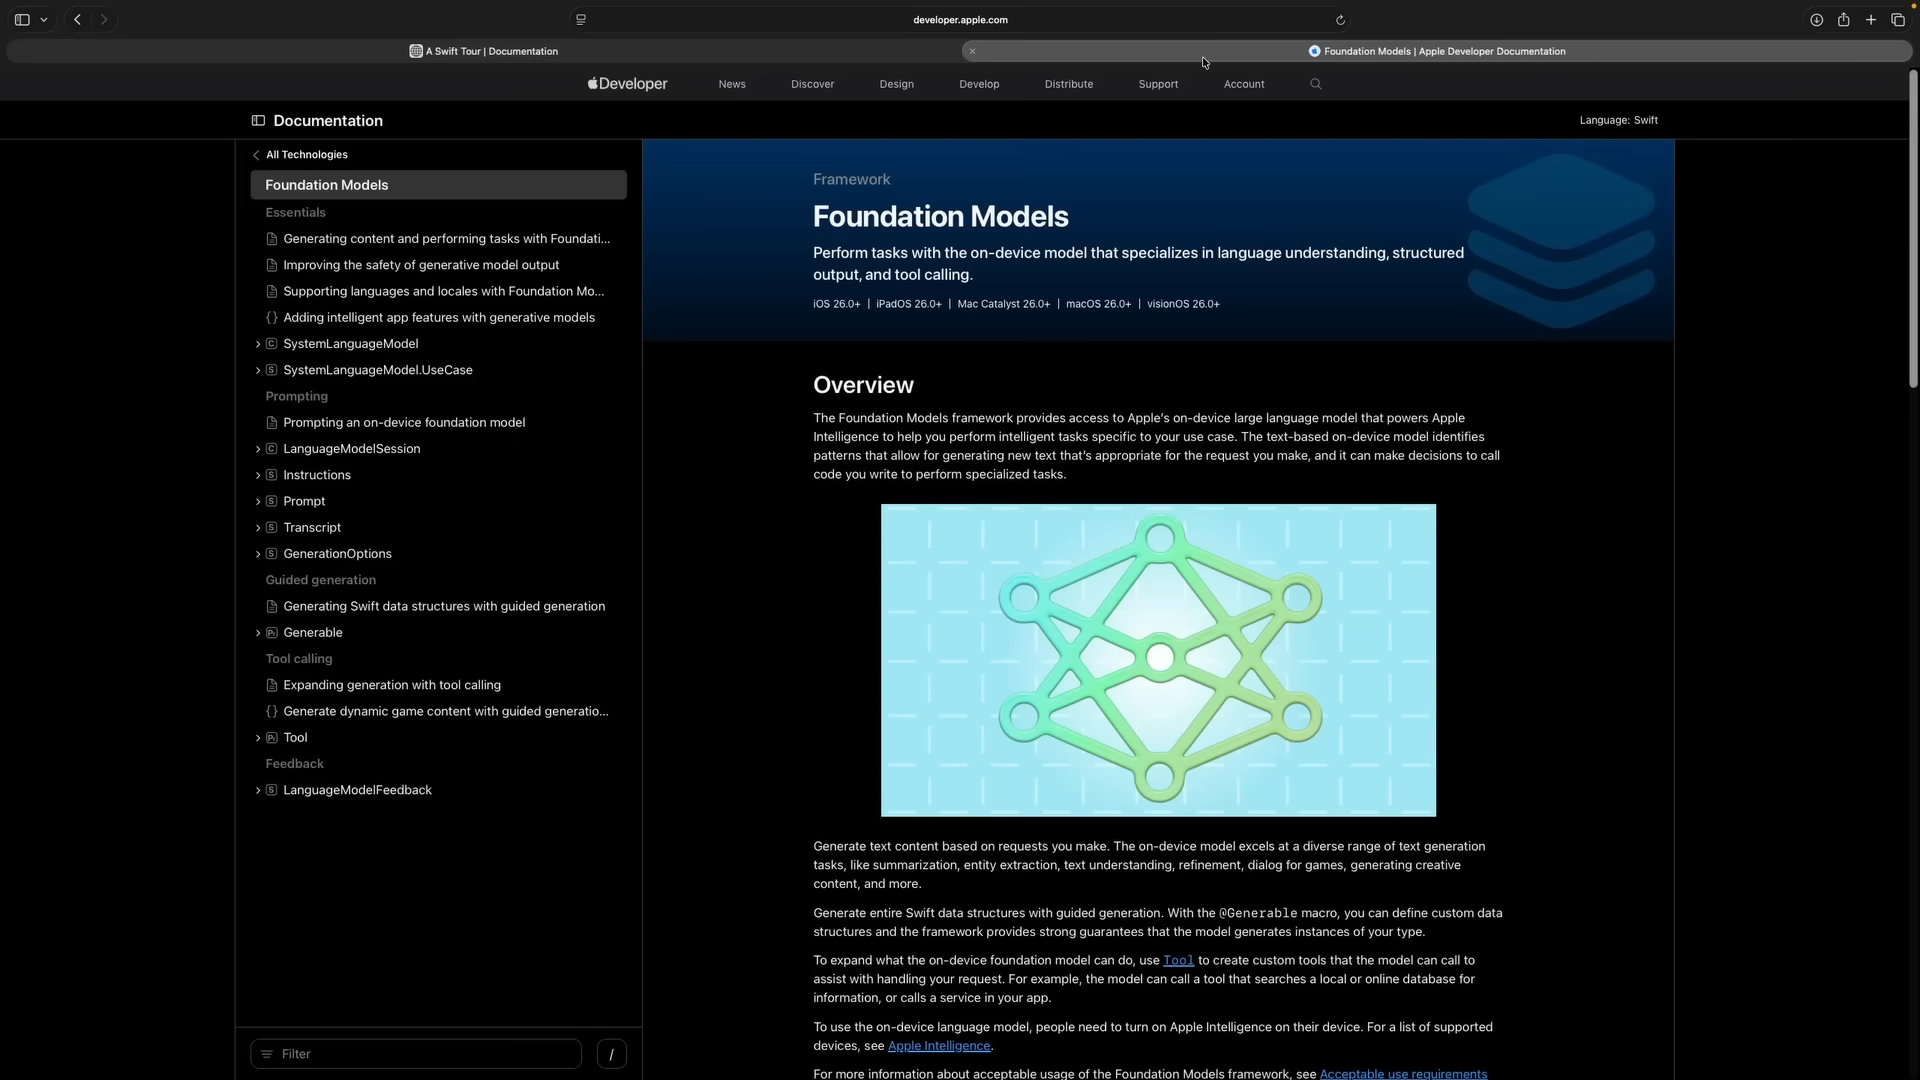 developer.apple.com
A Swift Tour | Documentation
Foundation Models | Apple Developer Documentation
Developer
News
Discover
Design
Develop
Distribute
Support
Account
Documentation
Language: Swift
All Technologies
Foundation Models
Essentials
Generating content and performing tasks with Foundati...
Improving the safety of generative model output
Supporting languages and locales with Foundation Mo...
{} Adding intelligent app features with generative models
C SystemLanguageModel
S SystemLanguageModel.UseCase
Prompting
Prompting an on-device foundation model
C LanguageModelSession
S Instructions
S Prompt
S Transcript
S GenerationOptions
Guided generation
Generating Swift data structures with guided generation
Pr Generable
Tool calling
Expanding generation with tool calling
{} Generate dynamic game content with guided generatio...
Pr Tool
Feedback
S LanguageModelFeedback
Filter
/
Framework
Foundation Models
Perform tasks with the on-device model that specializes in language understanding, structured
output, and tool calling.
iOS 26.0+ | iPadOS 26.0+ | Mac Catalyst 26.0+ | macOS 26.0+ | visionOS 26.0+
Overview
The Foundation Models framework provides access to Apple’s on-device large language model that powers Apple
Intelligence to help you perform intelligent tasks specific to your use case. The text-based on-device model identifies
patterns that allow for generating new text that’s appropriate for the request you make, and it can make decisions to call
code you write to perform specialized tasks.
Generate text content based on requests you make. The on-device model excels at a diverse range of text generation
tasks, like summarization, entity extraction, text understanding, refinement, dialog for games, generating creative
content, and more.
Generate entire Swift data structures with guided generation. With the @Generable macro, you can define custom data
structures and the framework provides strong guarantees that the model generates instances of your type.
To expand what the on-device foundation model can do, use Tool to create custom tools that the model can call to
assist with handling your request. For example, the model can call a tool that searches a local or online database for
information, or calls a service in your app.
To use the on-device language model, people need to turn on Apple Intelligence on their device. For a list of supported
devices, see Apple Intelligence.
For more information about acceptable usage of the Foundation Models framework, see Acceptable use requirements